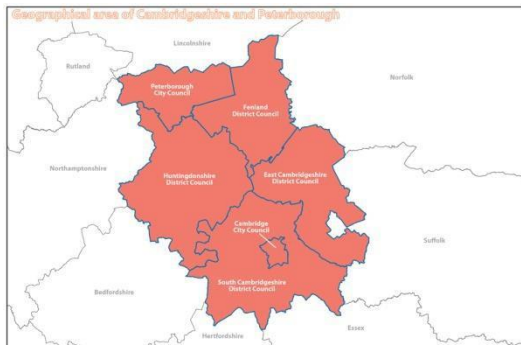 Geographical area of Cambridgeshire and Peterborough
Lincolnshire
Rutland
Norfolk
Peterborough
City Council
Fenland
District Council
Northamptonshire
Huntingdonshire
District Council
East Cambridgeshire
District Council
Cambridge
City Council
Suffolk
South Cambridgeshire
District Council
Bedfordshire
Hertfordshire
Essex